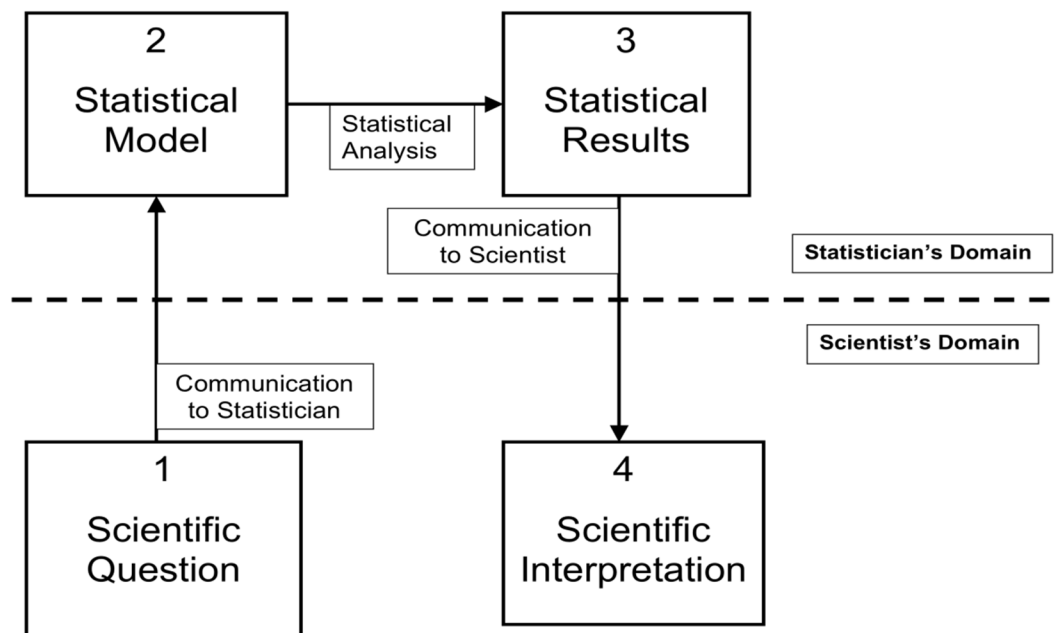 2
Statistical
Model
Statistical
Analysis
3
Statistical
Results
Communication
to Scientist
Statistician's Domain
Scientist's Domain
Communication
to Statistician
1
Scientific
Question
4
Scientific
Interpretation